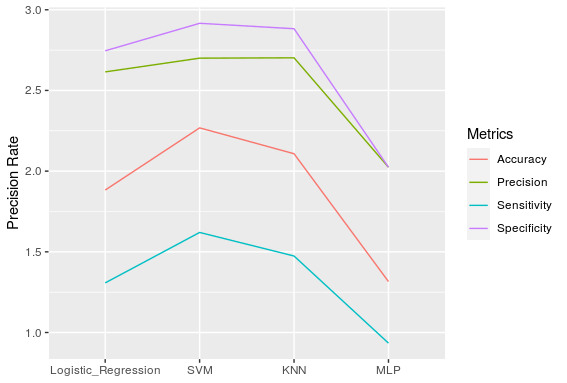 Precision Rate
3.0
2.5
2.0
1.5
1.0
Logistic_Regression SVM KNN MLP
Metrics
Accuracy
Precision
Sensitivity
Specificity